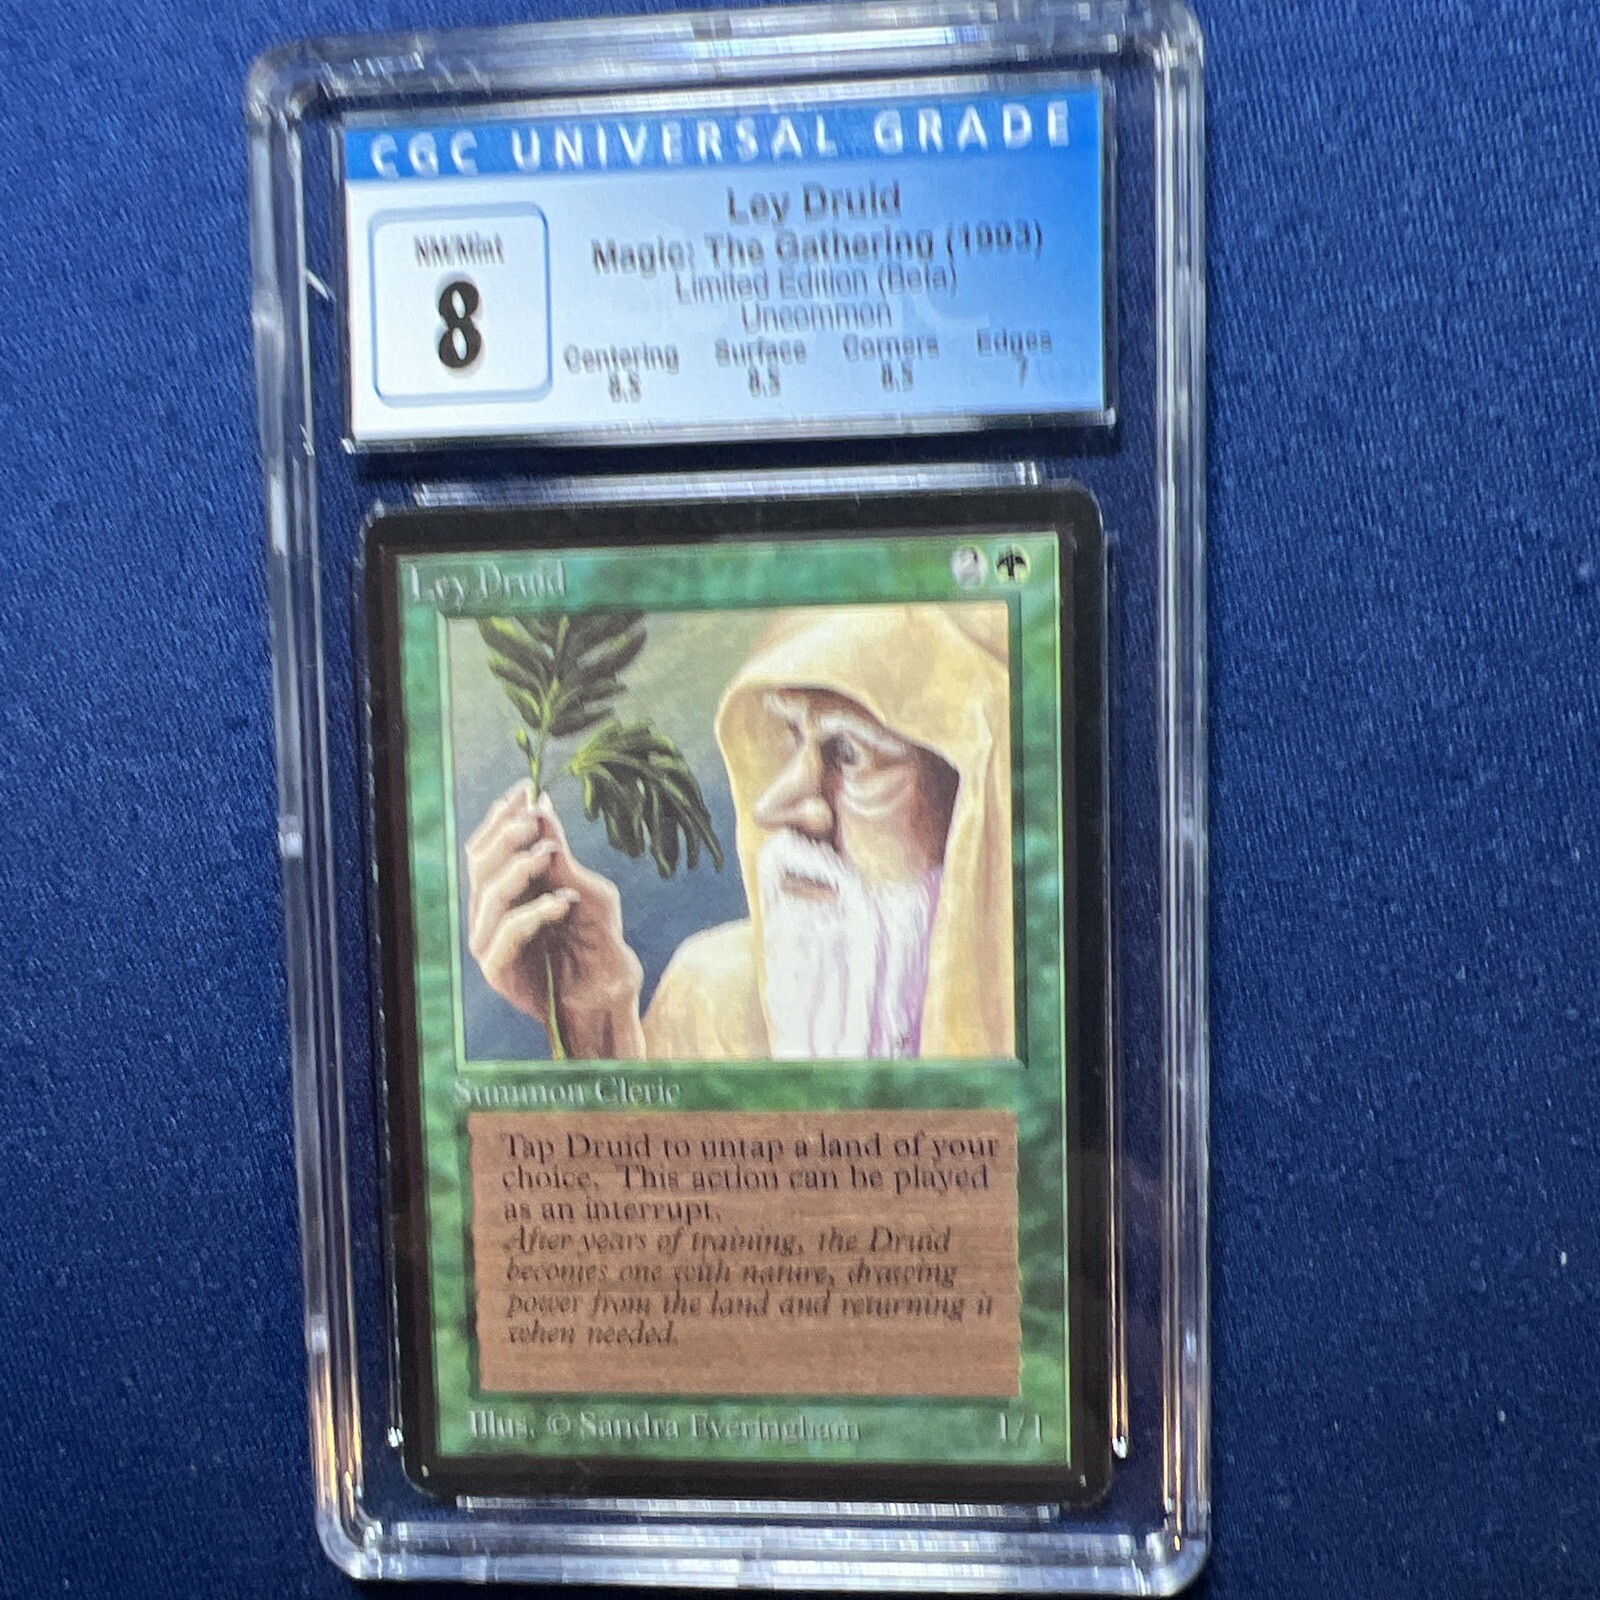 CGC UNIVERSAL GRADE
Ley Druid
NM/Mint
Magic: The Gathering (1993)
Limited Edition (Beta)
8
Uncommon
Centering Surface Corners Edges
8.5 8.5 8.5 7
Ley Druid 2
Summon Cleric
Tap Druid to untap a land of your
choice. This action can be played
as an interrupt.
After years of training, the Druid
becomes one with nature, drawing
power from the land and returning it
when needed.
Illus. © Sandra Everingham 1/1